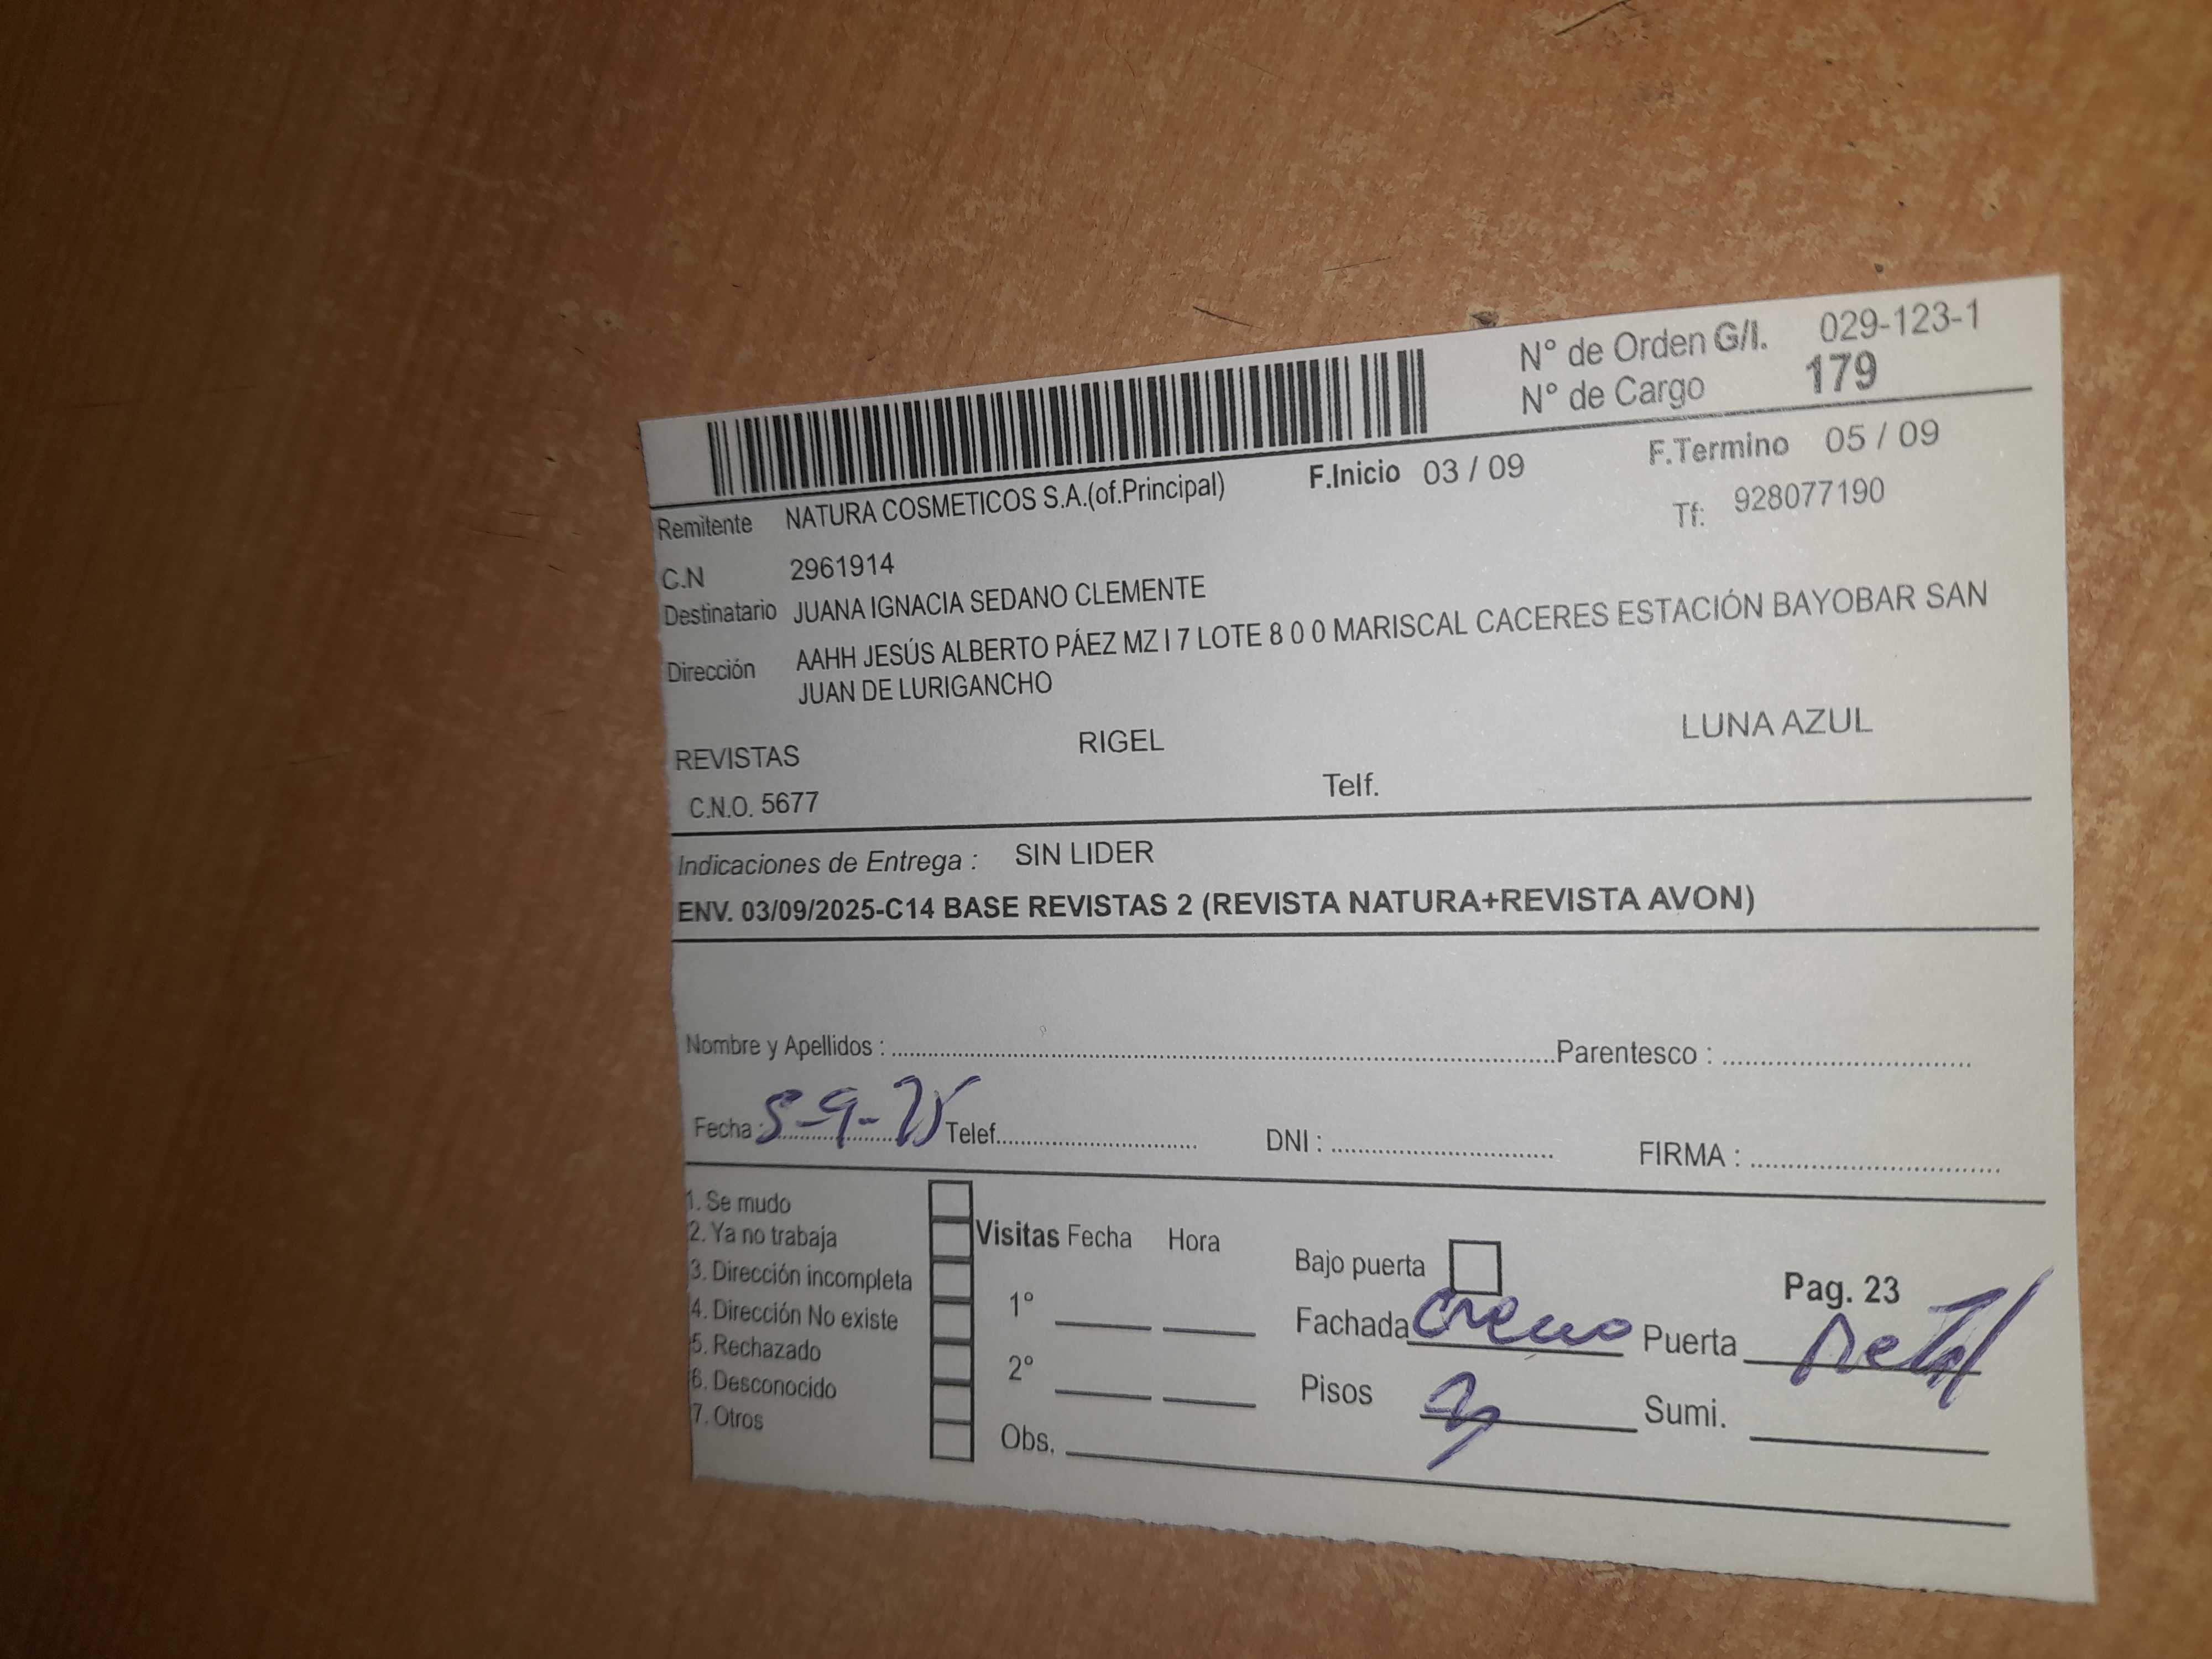 N° de Orden G/I. 029-123-1
N° de Cargo 179
Remitente NATURA COSMETICOS S.A.(of.Principal) F.Inicio 03 / 09 F.Termino 05 / 09
C.N 2961914 Tf: 928077190
Destinatario JUANA IGNACIA SEDANO CLEMENTE
Dirección AAHH JESÚS ALBERTO PÁEZ MZ I 7 LOTE 8 0 0 MARISCAL CACERES ESTACIÓN BAYOBAR SAN
JUAN DE LURIGANCHO
REVISTAS RIGEL LUNA AZUL
C.N.O. 5677 Telf.
Indicaciones de Entrega : SIN LIDER
ENV. 03/09/2025-C14 BASE REVISTAS 2 (REVISTA NATURA+REVISTA AVON)
Nombre y Apellidos : Parentesco :
Fecha : 5-9-25 Telef. DNI : FIRMA :
1. Se mudo
2. Ya no trabaja
3. Dirección incompleta
4. Dirección No existe
5. Rechazado
6. Desconocido
7. Otros
Visitas Fecha Hora
1°
2°
Obs.
Bajo puerta Pag. 23
Fachada crema Puerta Metal
Pisos Sumi.